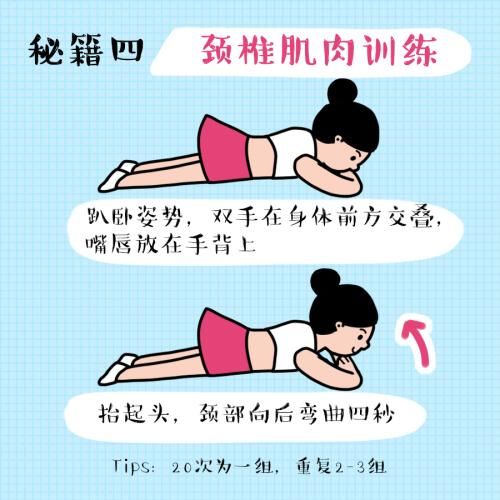 秘籍四 颈椎肌肉训练
趴卧姿势，双手在身体前方交叠，
嘴唇放在手背上
抬起头，颈部向后弯曲四秒
Tips: 20次为一组，重复2-3组